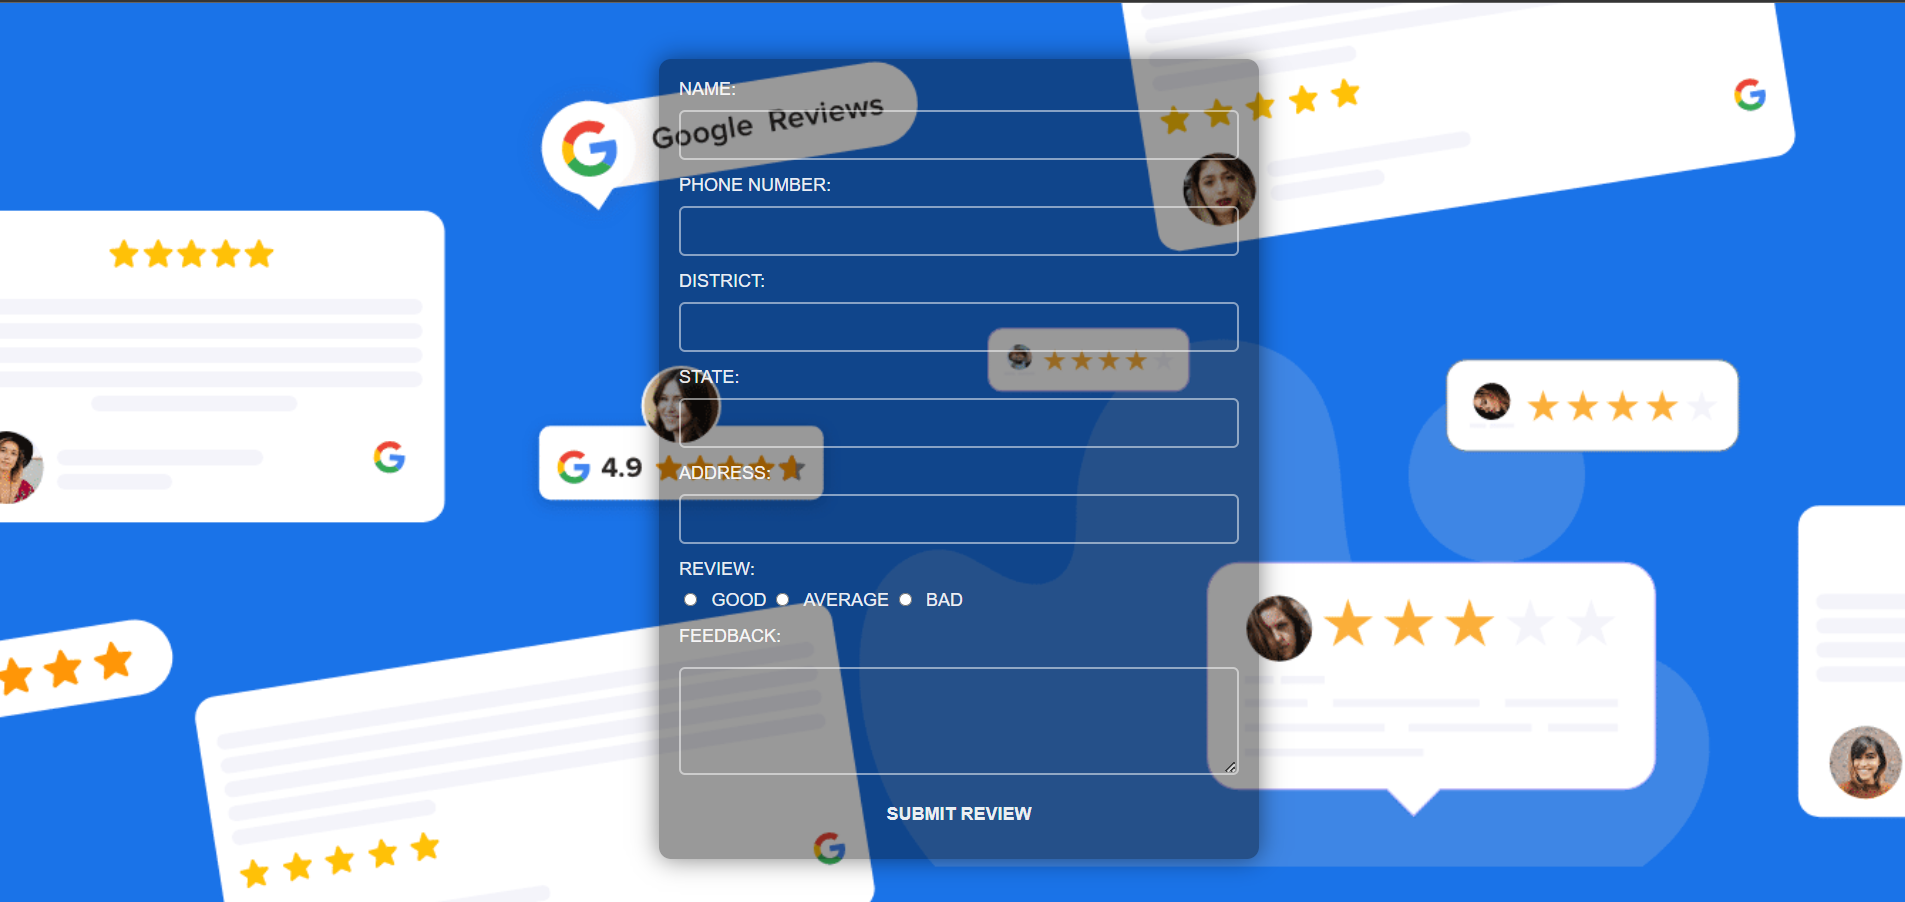 NAME:
Google Reviews
PHONE NUMBER:
DISTRICT:
STATE:
4.9
ADDRESS:
REVIEW:
GOOD AVERAGE BAD
FEEDBACK:
SUBMIT REVIEW